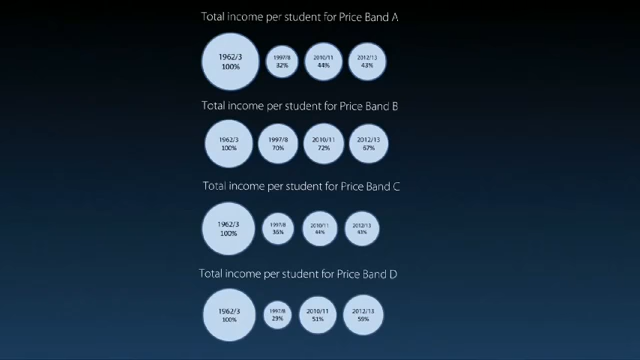 Total income per student for Price Band A
1962/3 1997/8 2010/11 2012/13
100% 32% 44% 43%
Total income per student for Price Band B
1962/3 1997/8 2010/11 2012/13
100% 70% 72% 67%
Total income per student for Price Band C
1962/3 1997/8 2010/11 2012/13
100% 36% 44%
Total income per student for Price Band D
1962/3 1997/8 2010/11 2012/13
100% 29% 51%